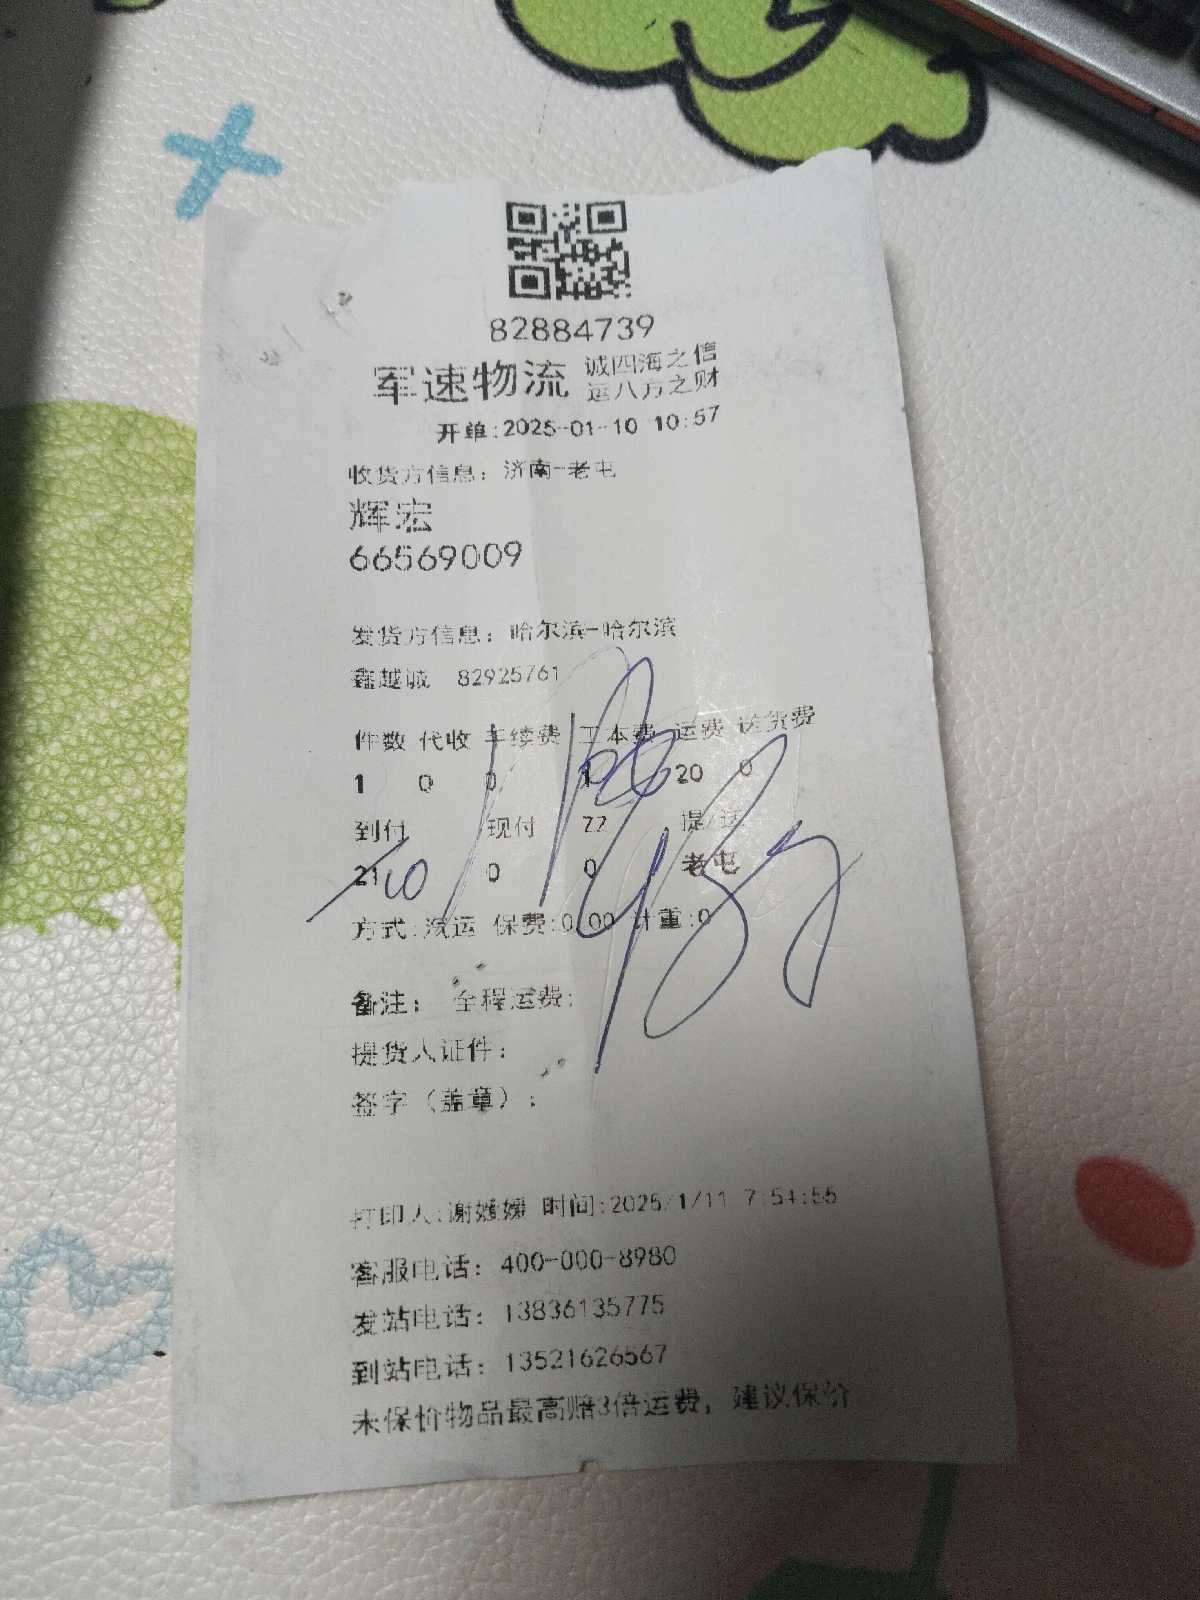 82884739
军速物流 诚四海之信
运八方之财
开单:2025-01-10 10:57
收货方信息: 济南-老屯
辉宏
66569009
发货方信息: 哈尔滨-哈尔滨
鑫越诚 82925761
件数 代收 手续费 工本费 运费 送货费
1 0 0 1 20 0
到付 现付 ZZ 提/送
21 0 0 老屯
方式:汽运 保费:0.00 计重:0
备注: 全程运费:
提货人证件:
签字(盖章):
打印人:谢嫒媛 时间:2025/1/11 7:54:55
客服电话: 400-000-8980
发站电话: 13836135775
到站电话: 13521626567
未保价物品最高赔3倍运费, 建议保价